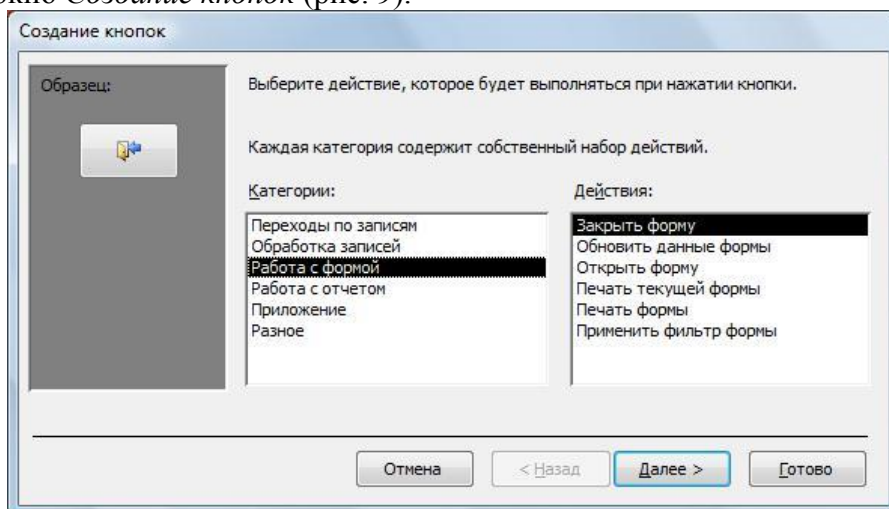 Создание кнопок (рис. 9).
Создание кнопок
Образец:
Выберите действие, которое будет выполняться при нажатии кнопки.
Каждая категория содержит собственный набор действий.
Категории:
Действия:
Переходы по записям
Обработка записей
Работа с формой
Работа с отчетом
Приложение
Разное
Закрыть форму
Обновить данные формы
Открыть форму
Печать текущей формы
Печать формы
Применить фильтр формы
Отмена
< Назад
Далее >
Готово